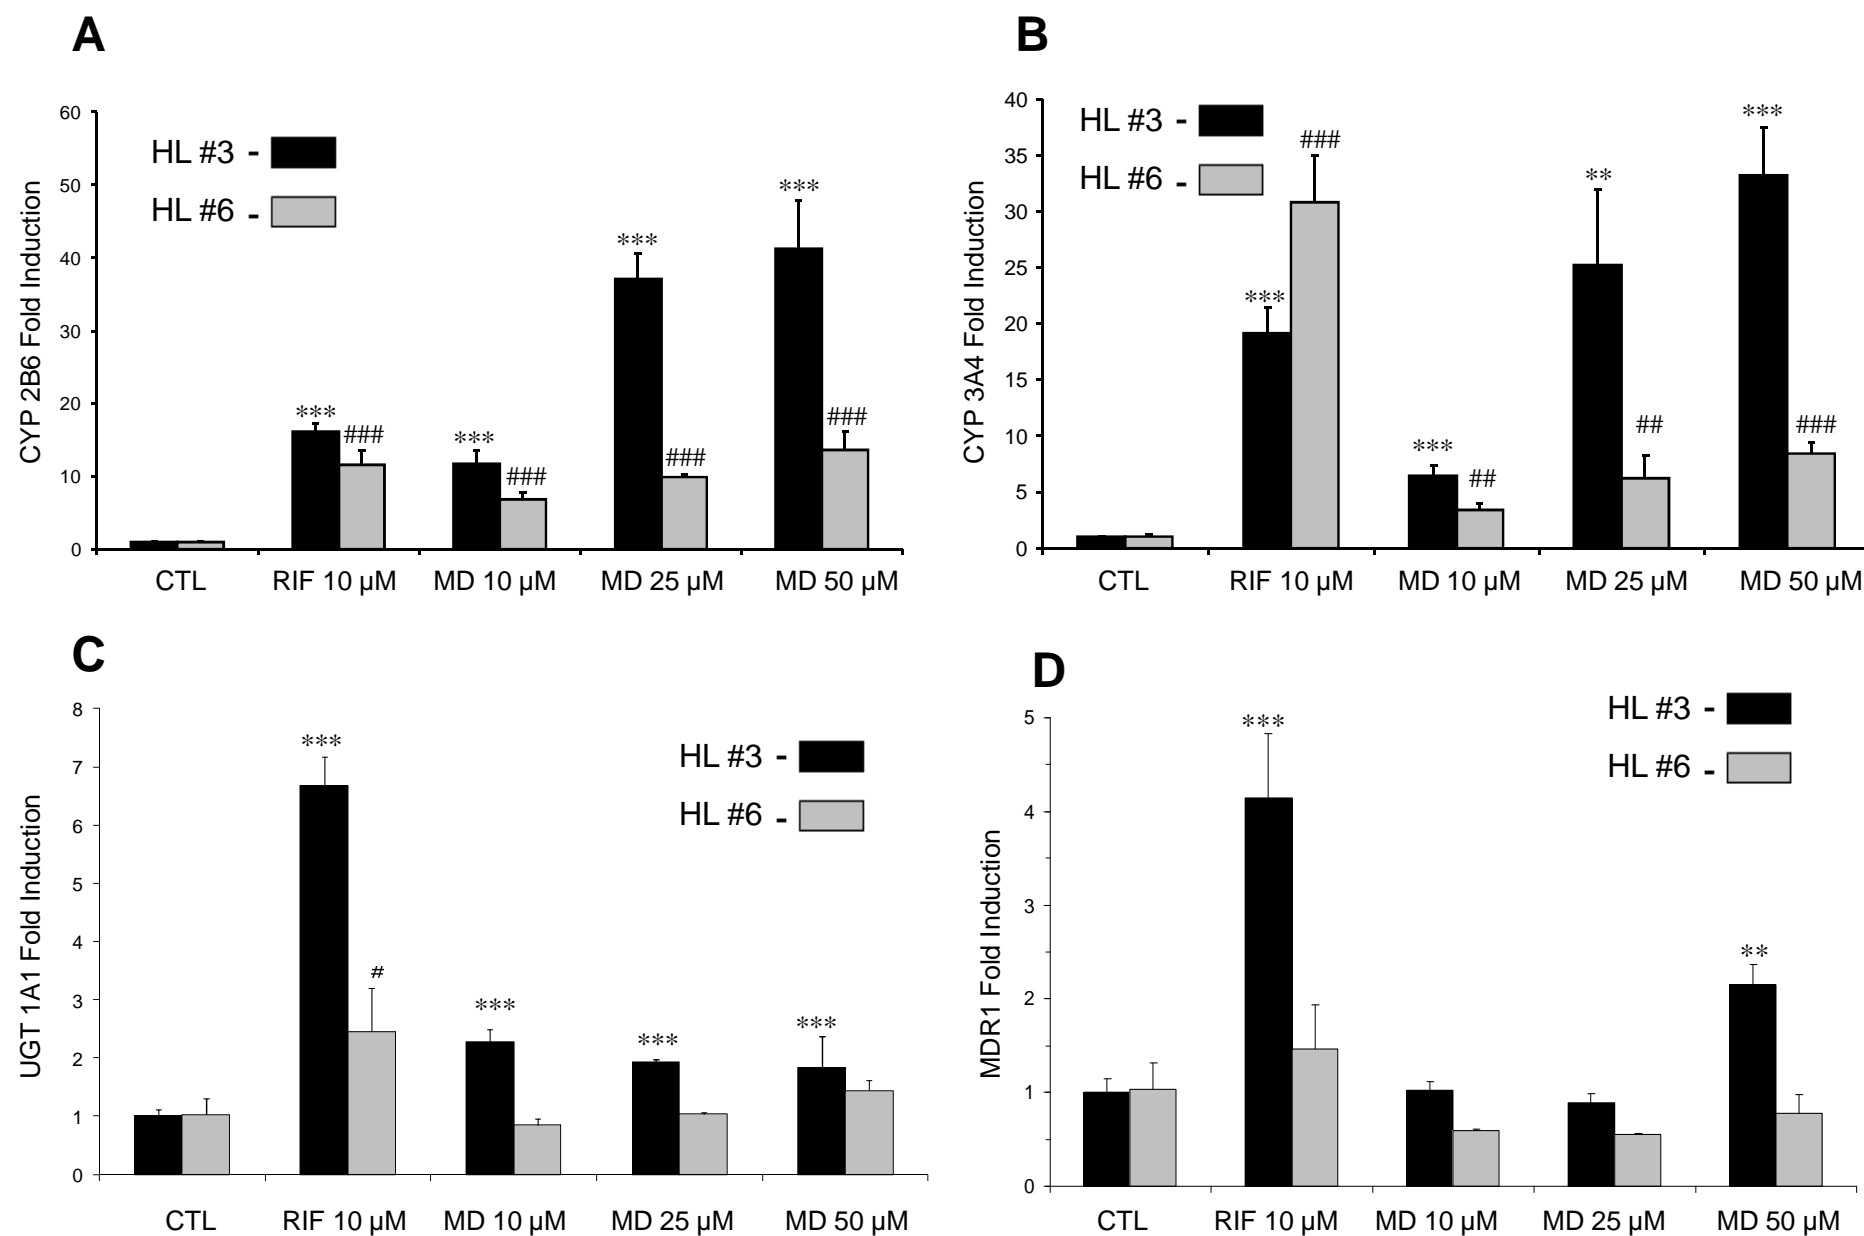 A
CYP 2B6 Fold Induction
60
50
40
30
20
10
0
HL #3 -
HL #6 -
***
###
***
###
***
###
***
###
CTL RIF 10 µM MD 10 µM MD 25 µM MD 50 µM
B
CYP 3A4 Fold Induction
40
35
30
25
20
15
10
5
0
HL #3 -
HL #6 -
***
###
***
##
**
##
***
###
CTL RIF 10 µM MD 10 µM MD 25 µM MD 50 µM
C
UGT 1A1 Fold Induction
8
7
6
5
4
3
2
1
0
HL #3 -
HL #6 -
***
#
***
***
***
CTL RIF 10 µM MD 10 µM MD 25 µM MD 50 µM
D
MDR1 Fold Induction
5
4
3
2
1
0
HL #3 -
HL #6 -
***
**
CTL RIF 10 µM MD 10 µM MD 25 µM MD 50 µM